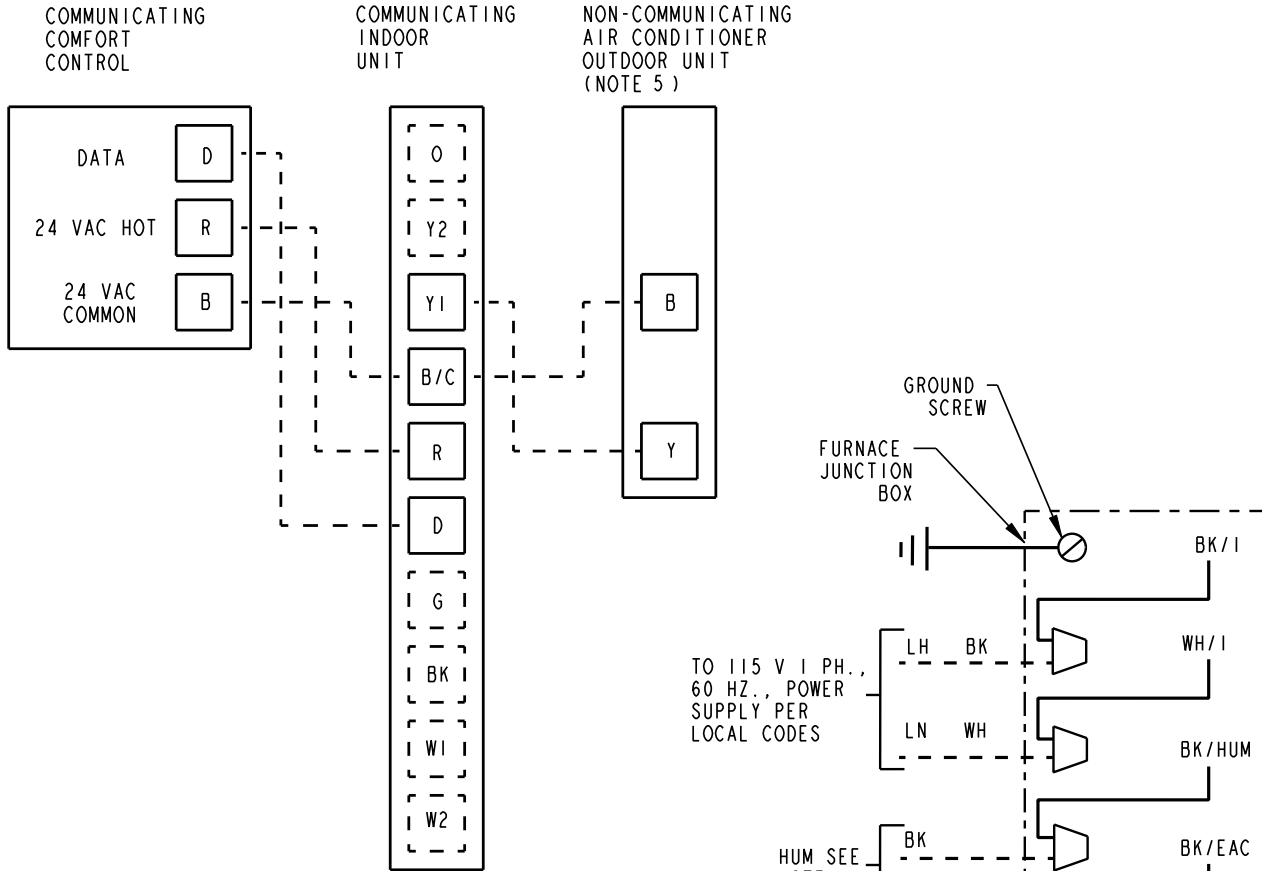 COMMUNICATING
COMFORT
CONTROL
COMMUNICATING
INDOOR
UNIT
NON-COMMUNICATING
AIR CONDITIONER
OUTDOOR UNIT
(NOTE 5)
DATA
D
24 VAC HOT
R
24 VAC
COMMON
B
O
Y2
Y1
B/C
R
D
G
BK
W1
W2
B
Y
GROUND
SCREW
FURNACE
JUNCTION
BOX
BK/1
WH/1
BK/HUM
BK/EAC
TO 115 V 1 PH.,
60 HZ., POWER
SUPPLY PER
LOCAL CODES
LH BK
LN WH
HUM SEE
BK